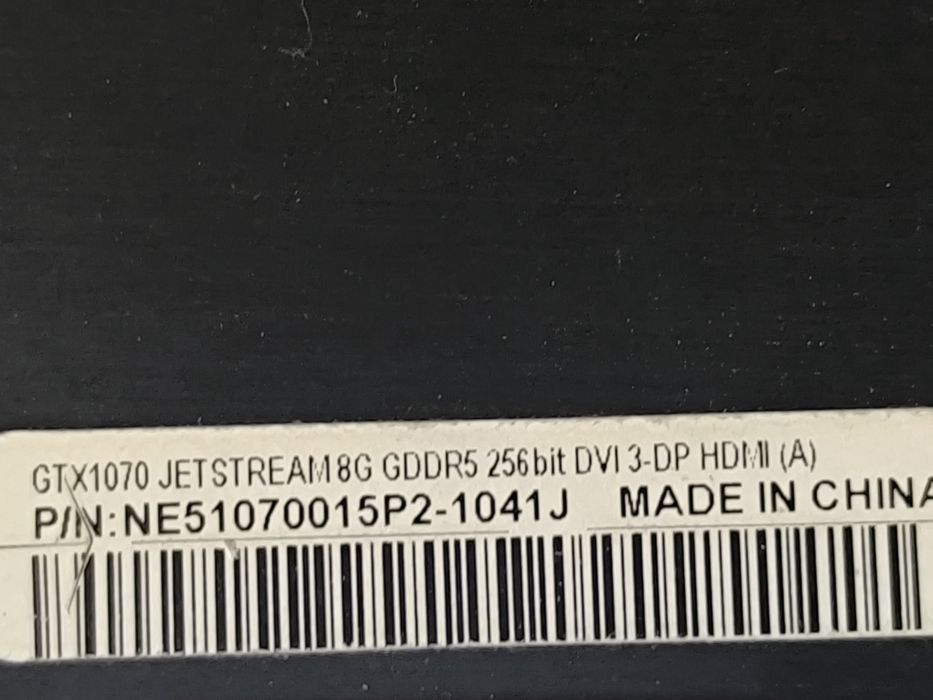 GTX1070 JETSTREAM 8G GDDR5 256bit DVI 3-DP HDMI (A)
P/N:NE51070015P2-1041J MADE IN CHINA